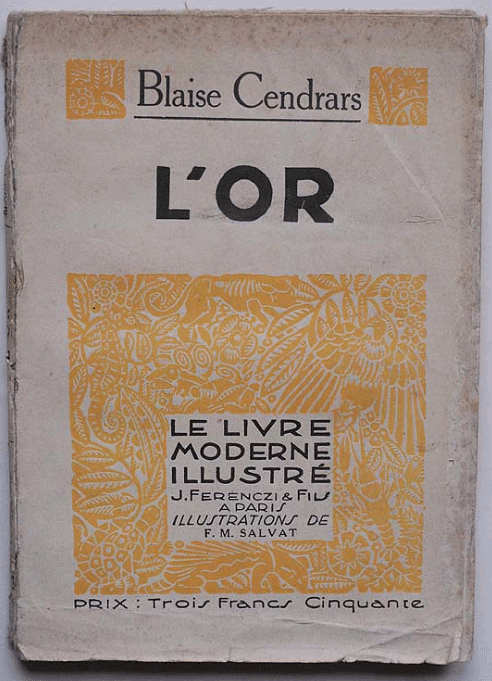 Blaise Cendrars
L'OR
LE LIVRE
MODERNE
ILLUSTRÉ
J. FERENCZI & FILS
A PARIS
ILLUSTRATIONS DE
F. M. SALVAT
PRIX : Trois Francs Cinquante